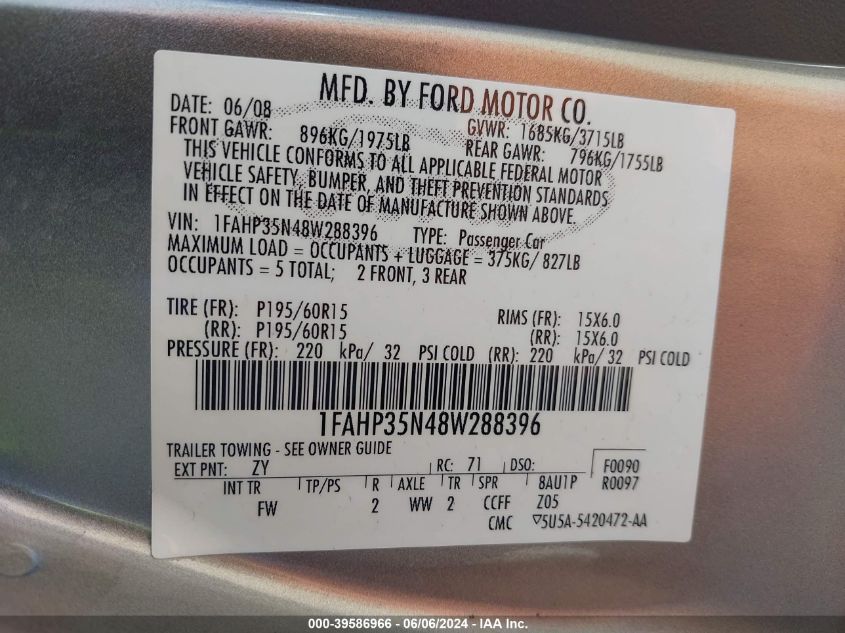 MFD. BY FORD MOTOR CO.
DATE: 06/08 GVWR: 1685KG/3715LB
FRONT GAWR: 896KG/1975LB REAR GAWR: 796KG/1755LB
THIS VEHICLE CONFORMS TO ALL APPLICABLE FEDERAL MOTOR
VEHICLE SAFETY, BUMPER, AND THEFT PREVENTION STANDARDS
IN EFFECT ON THE DATE OF MANUFACTURE SHOWN ABOVE.
VIN: 1FAHP35N48W288396 TYPE: Passenger Car
MAXIMUM LOAD = OCCUPANTS + LUGGAGE = 375KG/ 827LB
OCCUPANTS = 5 TOTAL; 2 FRONT, 3 REAR
TIRE (FR): P195/60R15 RIMS (FR): 15X6.0
(RR): P195/60R15 (RR): 15X6.0
PRESSURE (FR): 220 kPa/ 32 PSI COLD (RR): 220 kPa/ 32 PSI COLD
1FAHP35N48W288396
TRAILER TOWING - SEE OWNER GUIDE
EXT PNT: ZY RC: 71 DSO: F0090
INT TR TP/PS R AXLE TR SPR 8AU1P R0097
FW 2 WW 2 CCFF Z05
CMC ▽5U5A-5420472-AA
000-39586966 - 06/06/2024 - IAA Inc.